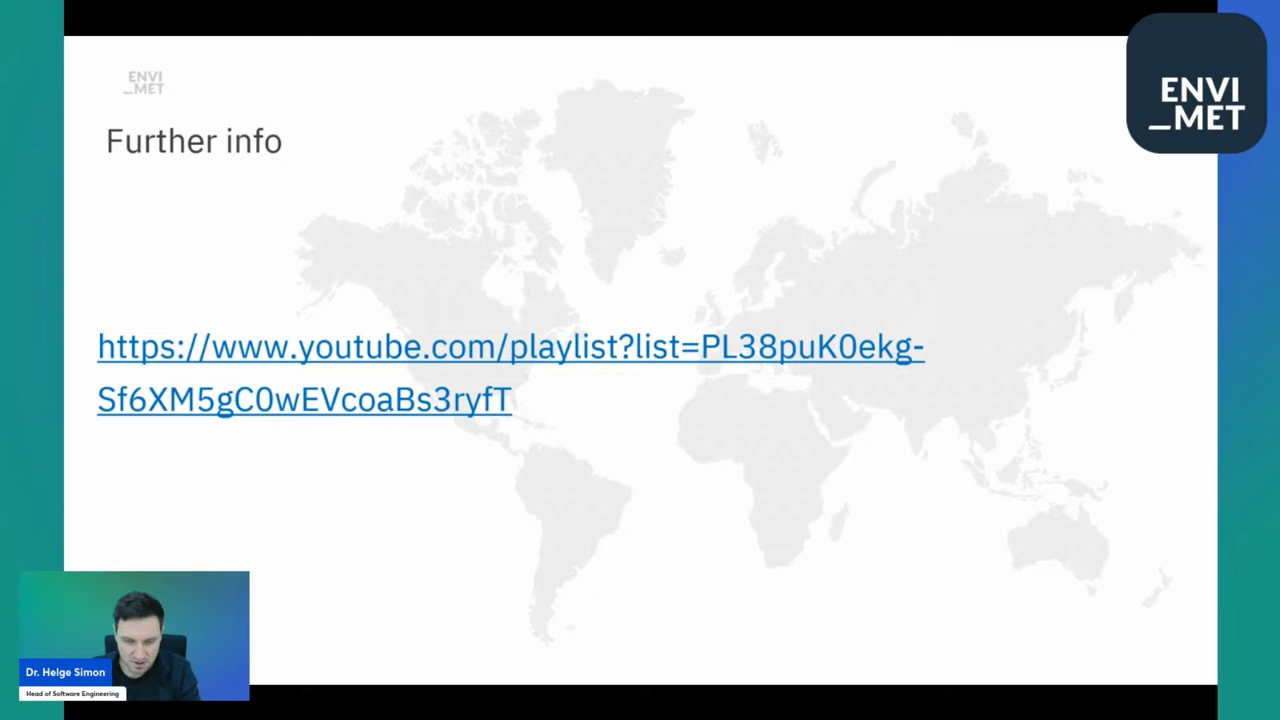 ENVI
_MET
ENVI
_MET
Further info
https://www.youtube.com/playlist?list=PL38puK0ekg-
Sf6XM5gC0wEVcoaBs3ryfT
Dr. Helge Simon
Head of Software Engineering